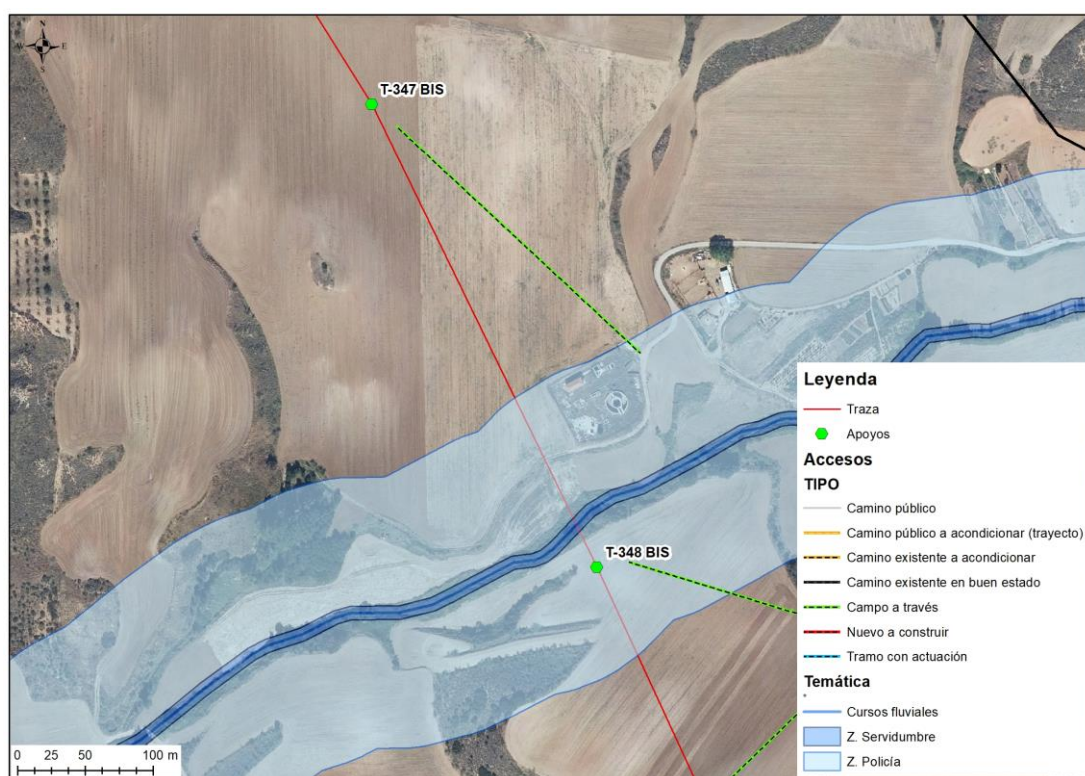 N
W E
S
T-347 BIS
T-348 BIS
Leyenda
Traza
Apoyos
Accesos
TIPO
Camino público
Camino público a acondicionar (trayecto)
Camino existente a acondicionar
Camino existente en buen estado
Campo a través
Nuevo a construir
Tramo con actuación
Temática
Cursos fluviales
Z. Servidumbre
Z. Policía
0 25 50 100 m